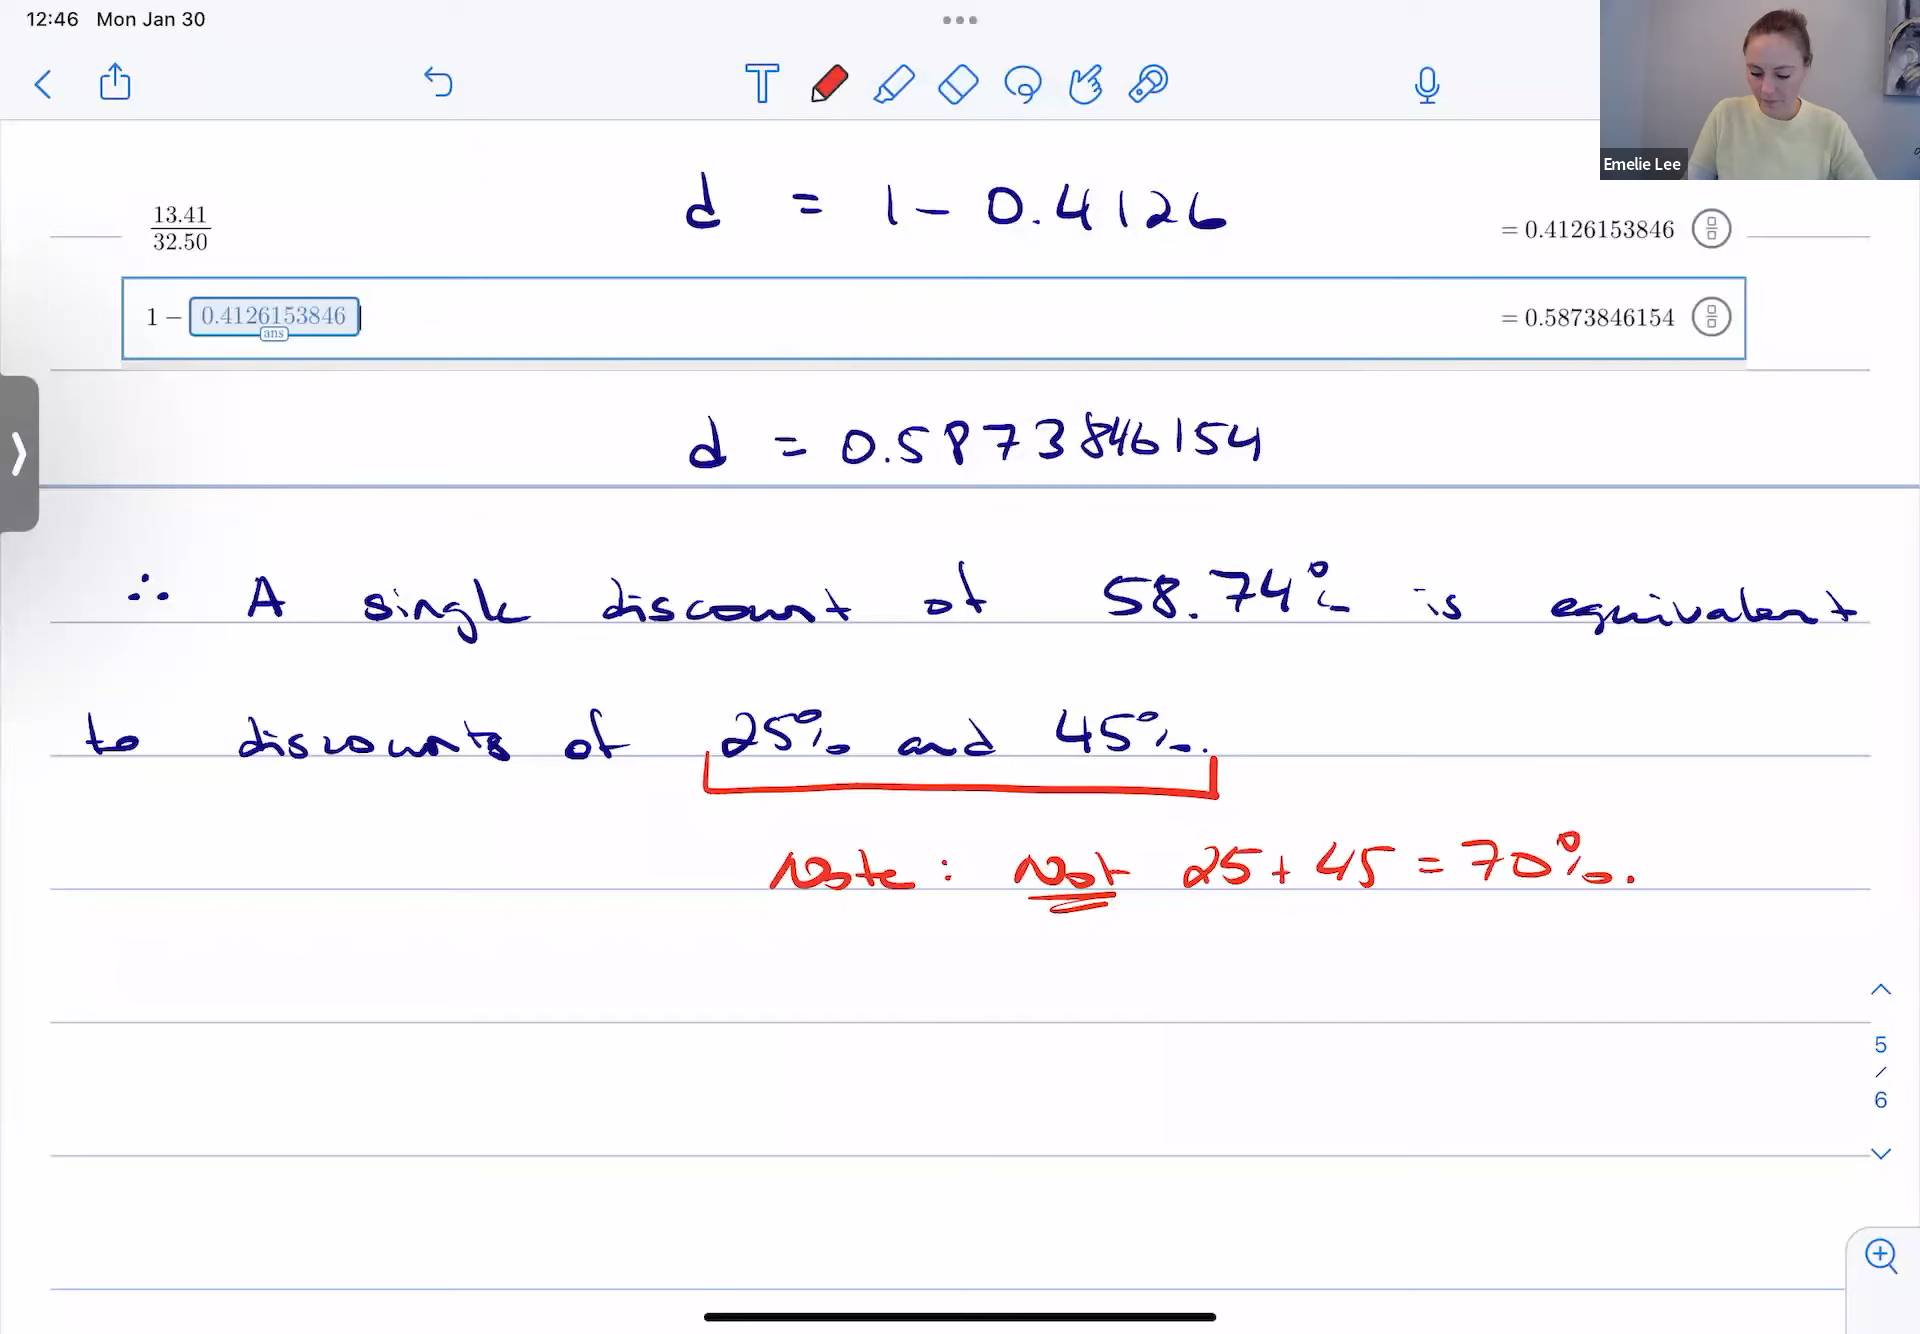 12:46 Mon Jan 30
T
Emelie Lee
d = 1 - 0.4126
13.41
32.50
= 0.4126153846
1 - 0.4126153846
ans
= 0.5873846154
d = 0.5873846154
∴ A single discount of 58.74% is equivalent
to discounts of 25% and 45%.
Note: Not 25 + 45 = 70%.
5
/
6